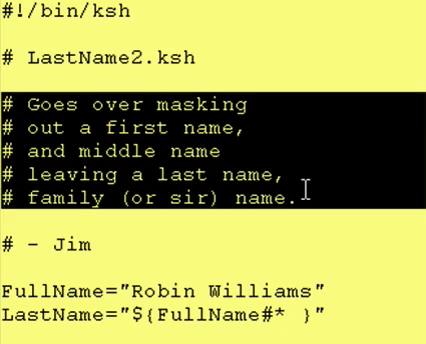 #!/bin/ksh
# LastName2.ksh
# Goes over masking
# out a first name,
# and middle name
# leaving a last name,
# family (or sir) name.
# - Jim
FullName="Robin Williams"
LastName="${FullName#* }"